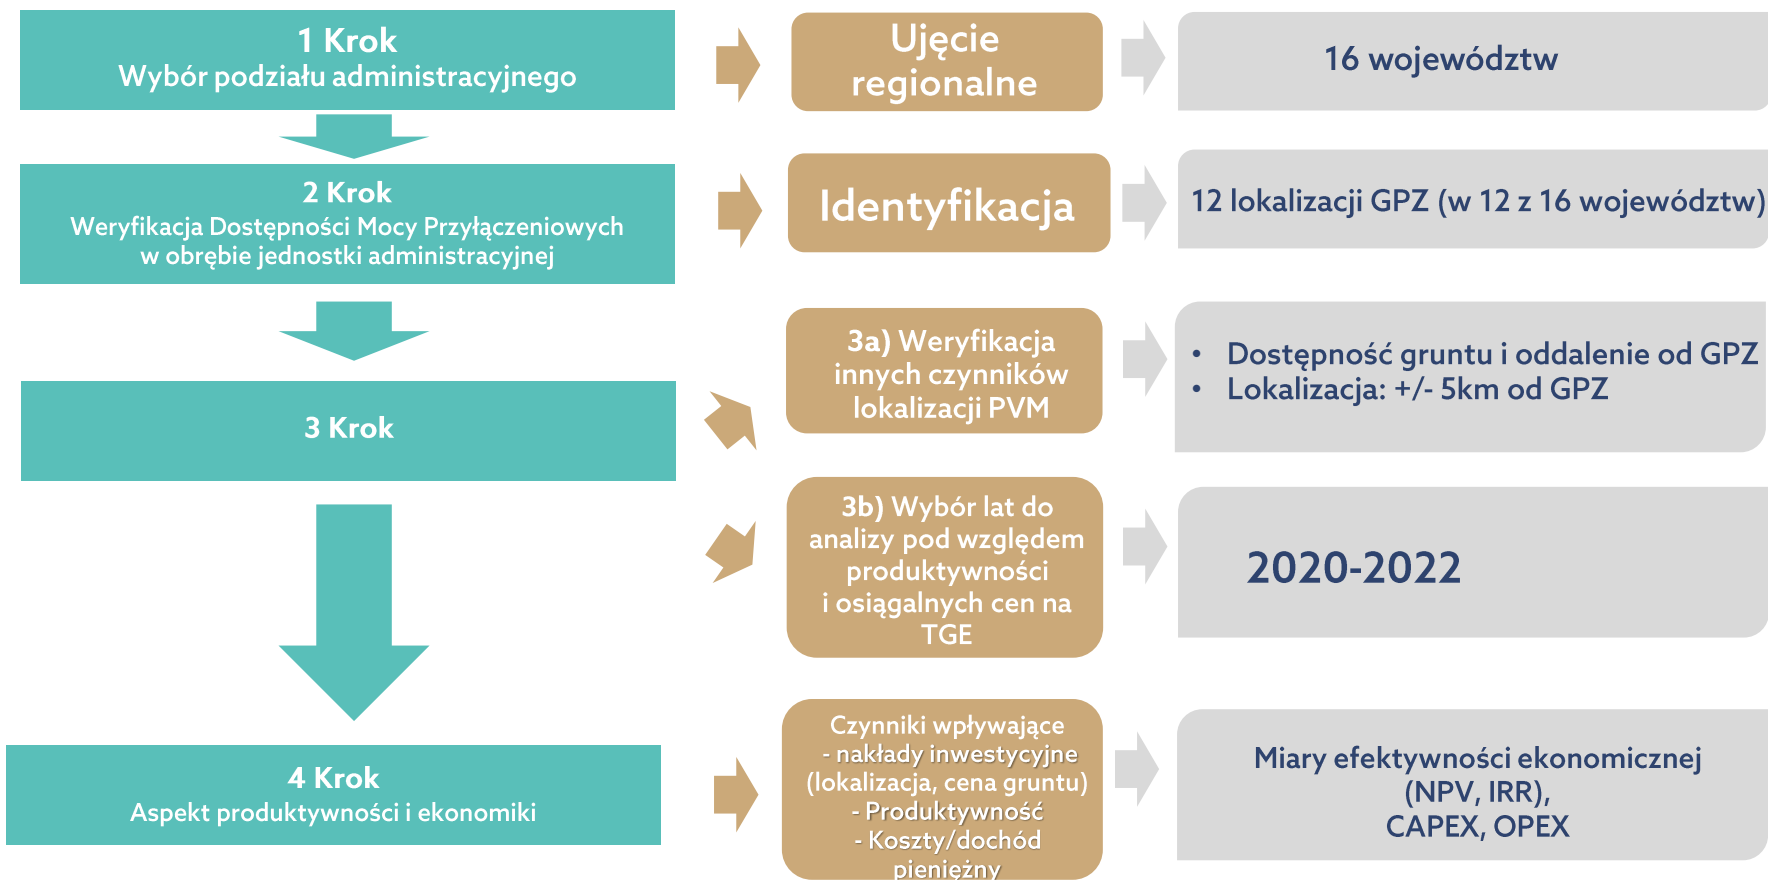 1 Krok
Wybór podziału administracyjnego
Ujęcie
regionalne
16 województw
2 Krok
Weryfikacja Dostępności Mocy Przyłączeniowych
w obrębie jednostki administracyjnej
Identyfikacja
12 lokalizacji GPZ (w 12 z 16 województw)
3 Krok
3a) Weryfikacja
innych czynników
lokalizacji PVM
• Dostępność gruntu i oddalenie od GPZ
• Lokalizacja: +/- 5km od GPZ
3b) Wybór lat do
analizy pod względem
produktywności
i osiągalnych cen na
TGE
2020-2022
4 Krok
Aspekt produktywności i ekonomiki
Czynniki wpływające
- nakłady inwestycyjne
(lokalizacja, cena gruntu)
- Produktywność
- Koszty/dochód
pieniężny
Miary efektywności ekonomicznej
(NPV, IRR),
CAPEX, OPEX